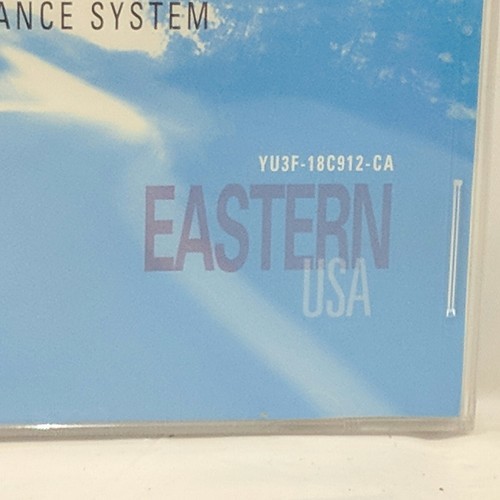 ANCE SYSTEM
YU3F-18C912-CA
EASTERN
USA